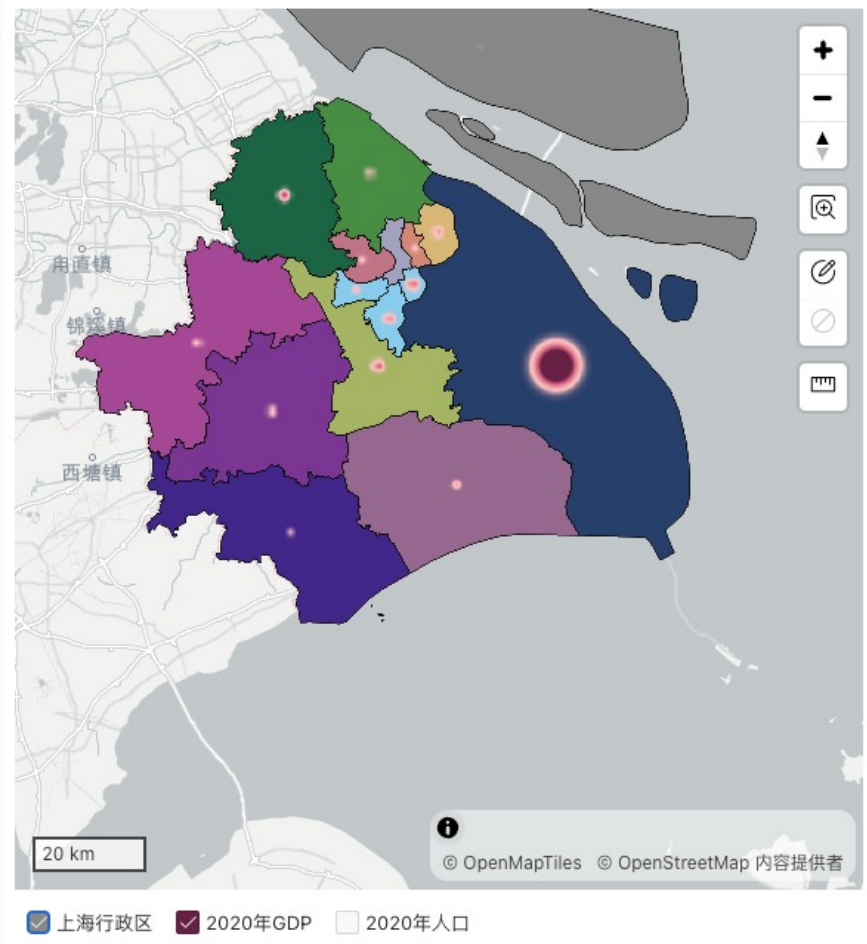 甪直镇
锦溪镇
西塘镇
20 km
© OpenMapTiles © OpenStreetMap 内容提供者
上海行政区 2020年GDP 2020年人口